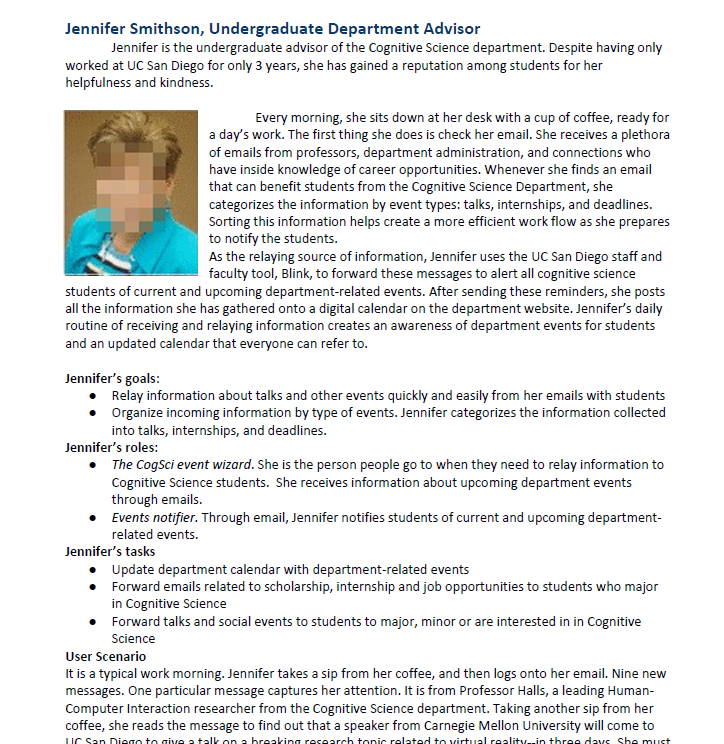 Jennifer Smithson, Undergraduate Department Advisor
Jennifer is the undergraduate advisor of the Cognitive Science department. Despite having only
worked at UC San Diego for only 3 years, she has gained a reputation among students for her
helpfulness and kindness.
Every morning, she sits down at her desk with a cup of coffee, ready for
a day’s work. The first thing she does is check her email. She receives a plethora
of emails from professors, department administration, and connections who
have inside knowledge of career opportunities. Whenever she finds an email
that can benefit students from the Cognitive Science Department, she
categorizes the information by event types: talks, internships, and deadlines.
Sorting this information helps create a more efficient work flow as she prepares
to notify the students.
As the relaying source of information, Jennifer uses the UC San Diego staff and
faculty tool, Blink, to forward these messages to alert all cognitive science
students of current and upcoming department-related events. After sending these reminders, she posts
all the information she has gathered onto a digital calendar on the department website. Jennifer’s daily
routine of receiving and relaying information creates an awareness of department events for students
and an updated calendar that everyone can refer to.
Jennifer’s goals:
● Relay information about talks and other events quickly and easily from her emails with students
● Organize incoming information by type of events. Jennifer categorizes the information collected
into talks, internships, and deadlines.
Jennifer’s roles:
● The CogSci event wizard. She is the person people go to when they need to relay information to
Cognitive Science students. She receives information about upcoming department events
through emails.
● Events notifier. Through email, Jennifer notifies students of current and upcoming department-
related events.
Jennifer’s tasks
● Update department calendar with department-related events
● Forward emails related to scholarship, internship and job opportunities to students who major
in Cognitive Science
● Forward talks and social events to students to major, minor or are interested in in Cognitive
Science
User Scenario
It is a typical work morning. Jennifer takes a sip from her coffee, and then logs onto her email. Nine new
messages. One particular message captures her attention. It is from Professor Halls, a leading Human-
Computer Interaction researcher from the Cognitive Science department. Taking another sip from her
coffee, she reads the message to find out that a speaker from Carnegie Mellon University will come to
UC San Diego to give a talk on a breaking research topic related to virtual reality--in three days. She must